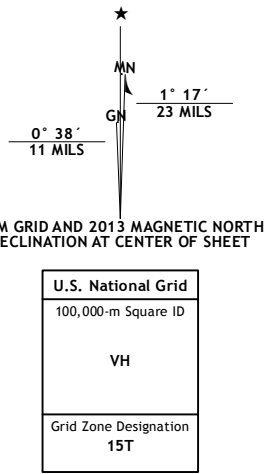 ★
MN
1° 17´
23 MILS
GN
0° 38´
11 MILS
M GRID AND 2013 MAGNETIC NORTH
ECLINATION AT CENTER OF SHEET
U.S. National Grid
100,000-m Square ID
VH
Grid Zone Designation
15T